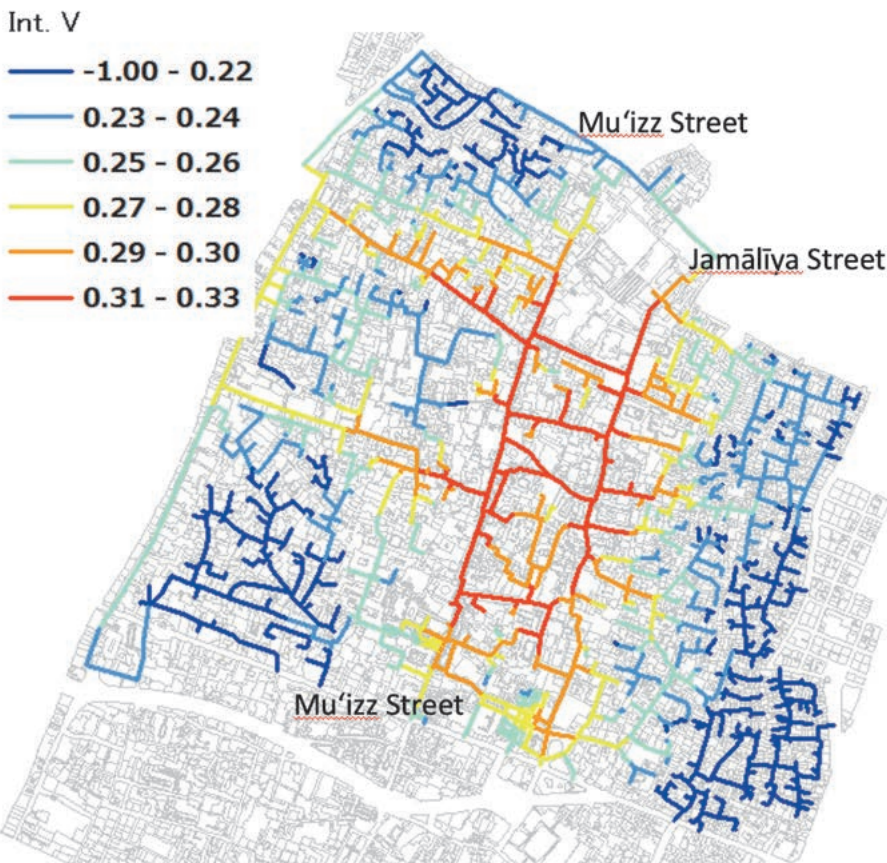 Int. V
-1.00 - 0.22
0.23 - 0.24
0.25 - 0.26
0.27 - 0.28
0.29 - 0.30
0.31 - 0.33
Mu‘izz Street
Jamālīya Street
Mu‘izz Street